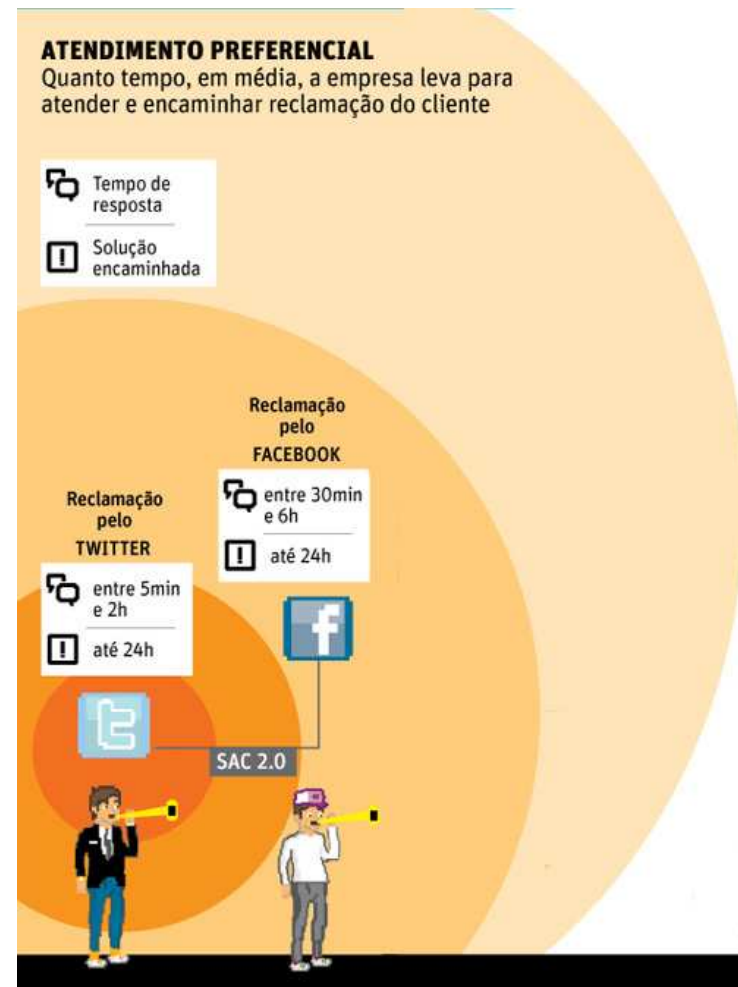 ATENDIMENTO PREFERENCIAL
Quanto tempo, em média, a empresa leva para
atender e encaminhar reclamação do cliente
Tempo de
resposta
Solução
encaminhada
Reclamação
pelo
FACEBOOK
entre 30min
e 6h
até 24h
Reclamação
pelo
TWITTER
entre 5min
e 2h
até 24h
SAC 2.0